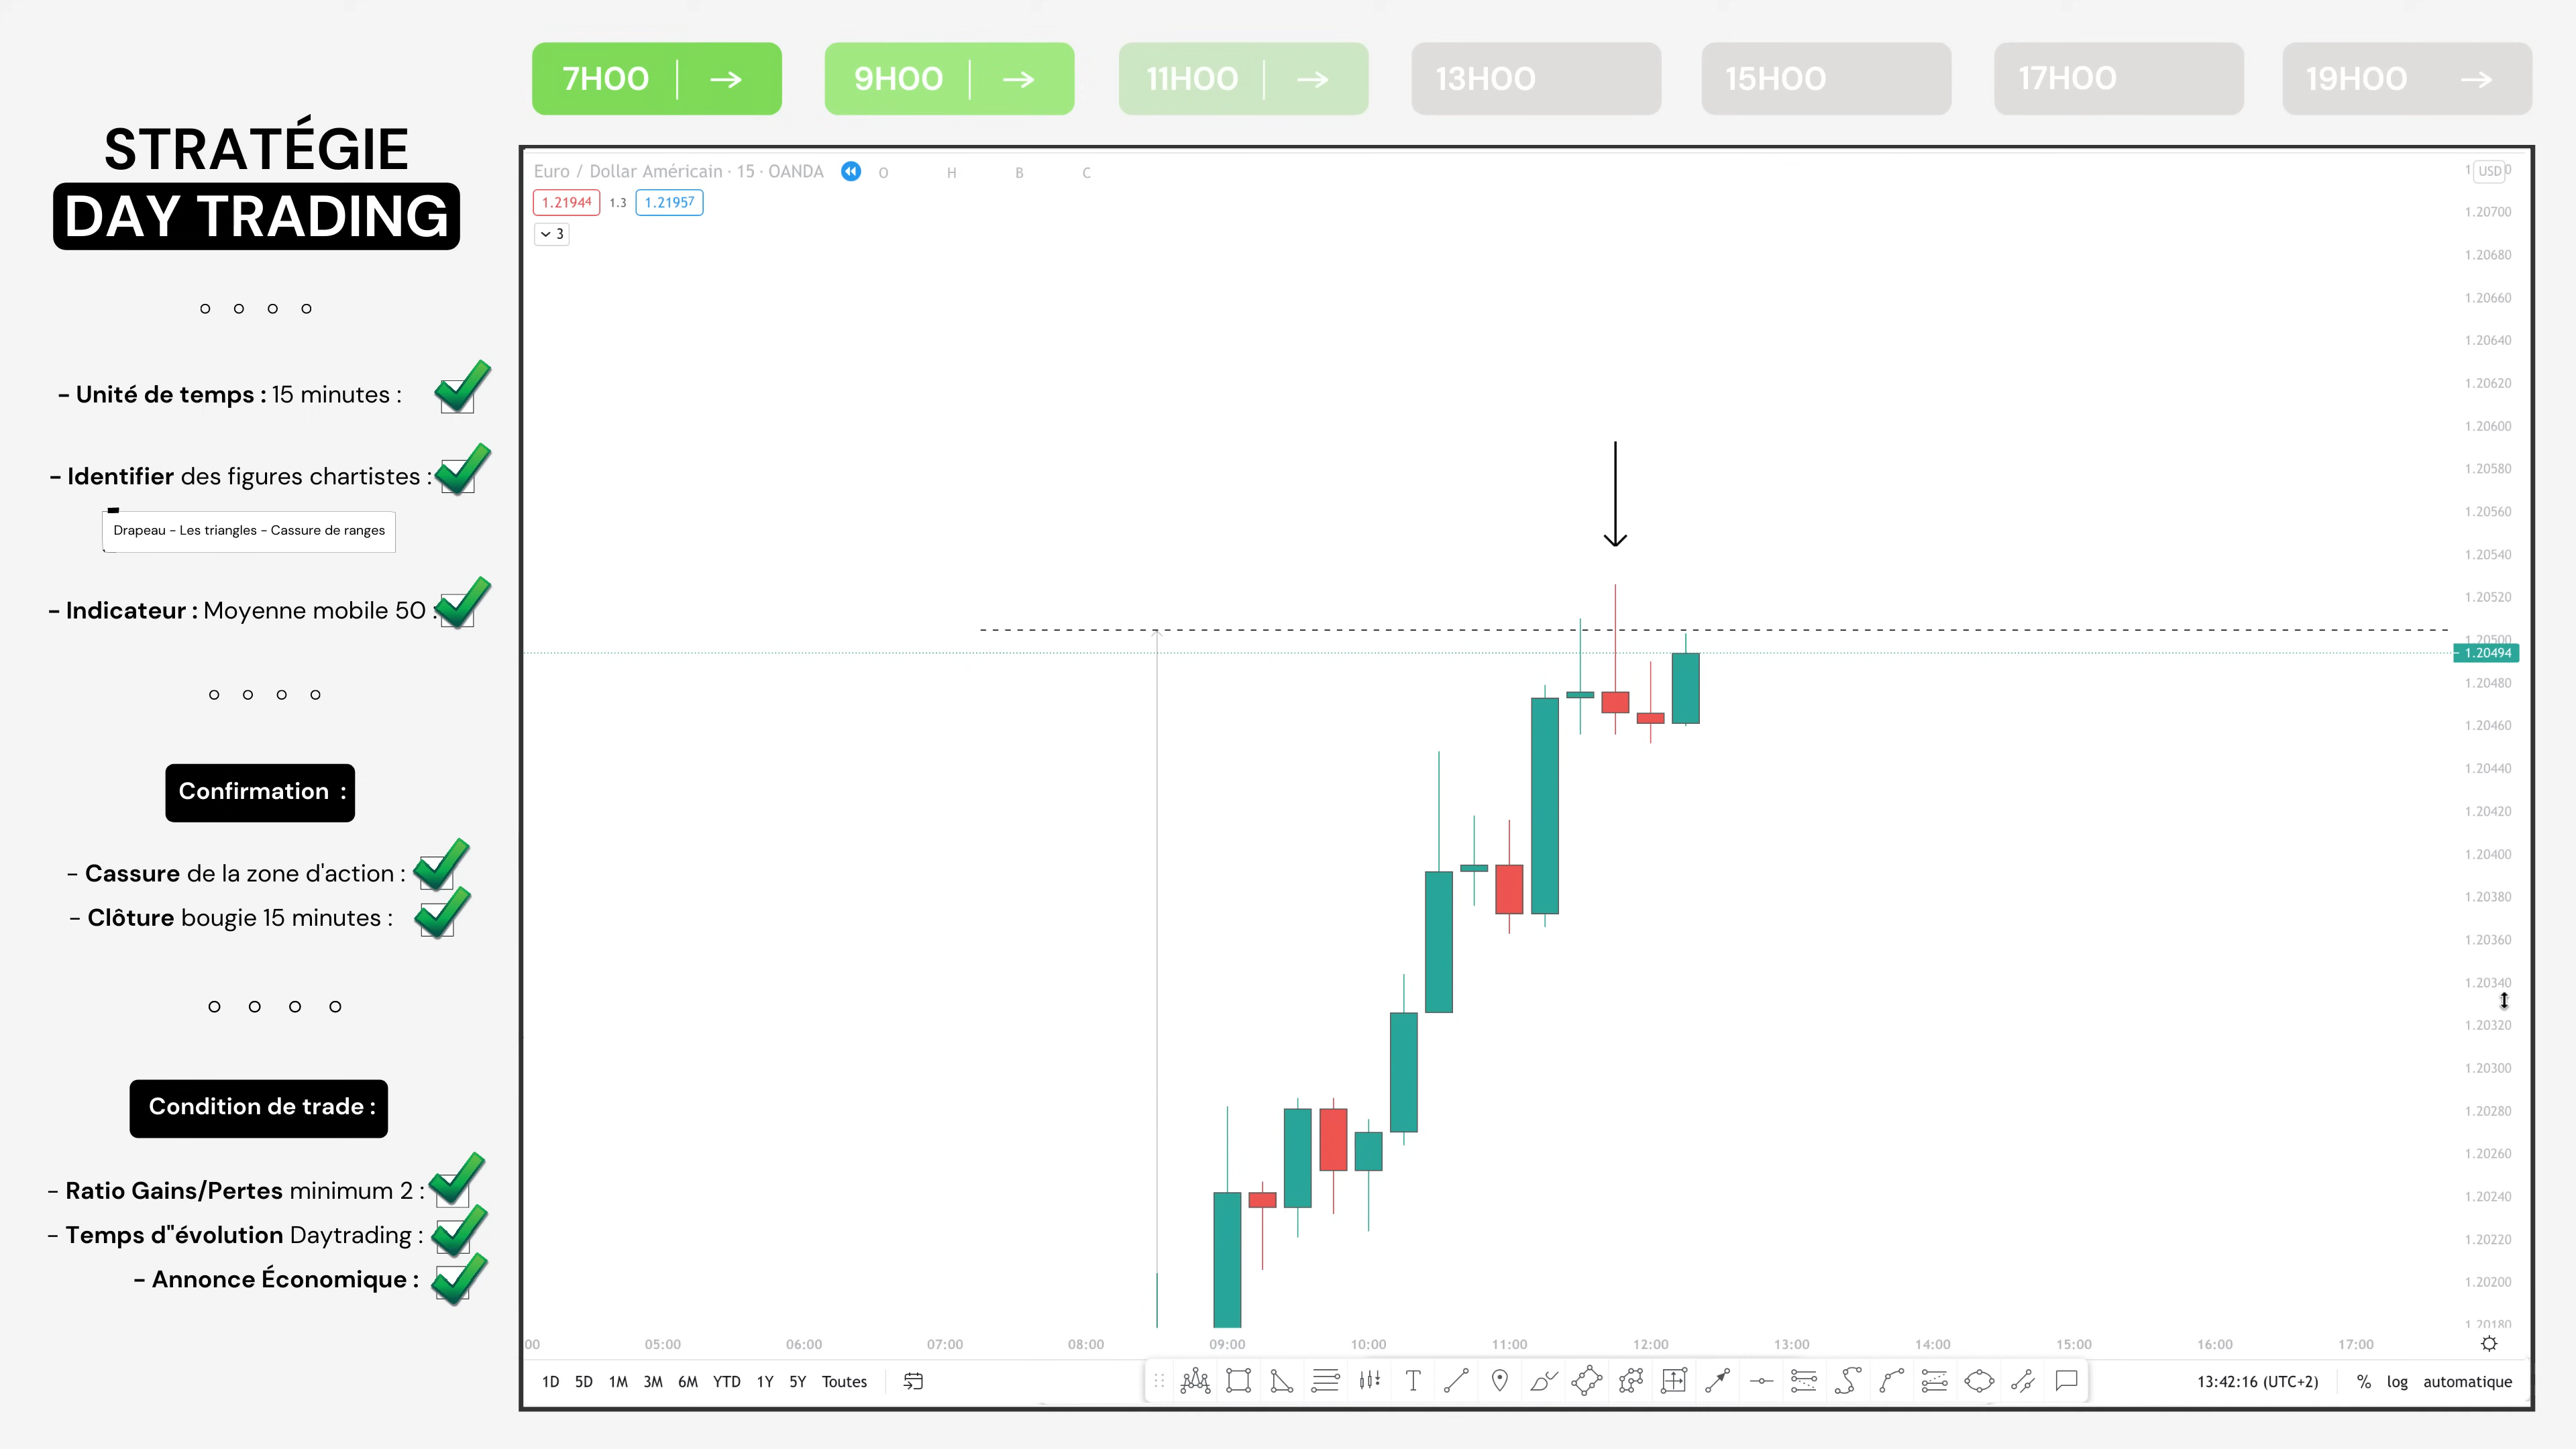 7H00
9H00
11H00
13H00
15H00
17H00
19H00
STRATÉGIE
DAY TRADING
- Unité de temps : 15 minutes :
- Identifier des figures chartistes :
Drapeau - Les triangles - Cassure de ranges
- Indicateur : Moyenne mobile 50 :
Confirmation :
- Cassure de la zone d'action :
- Clôture bougie 15 minutes :
Condition de trade :
- Ratio Gains/Pertes minimum 2 :
- Temps d"évolution Daytrading :
- Annonce Économique :
Euro / Dollar Américain · 15 · OANDA O H B C
1.21944 1.3 1.21957
3
USD
1.20700
1.20680
1.20660
1.20640
1.20620
1.20600
1.20580
1.20560
1.20540
1.20520
1.20500
1.20494
1.20480
1.20460
1.20440
1.20420
1.20400
1.20380
1.20360
1.20340
1.20320
1.20300
1.20280
1.20260
1.20240
1.20220
1.20200
1.20180
00 05:00 06:00 07:00 08:00 09:00 10:00 11:00 12:00 13:00 14:00 15:00 16:00 17:00
1D 5D 1M 3M 6M YTD 1Y 5Y Toutes
T
13:42:16 (UTC+2) % log automatique